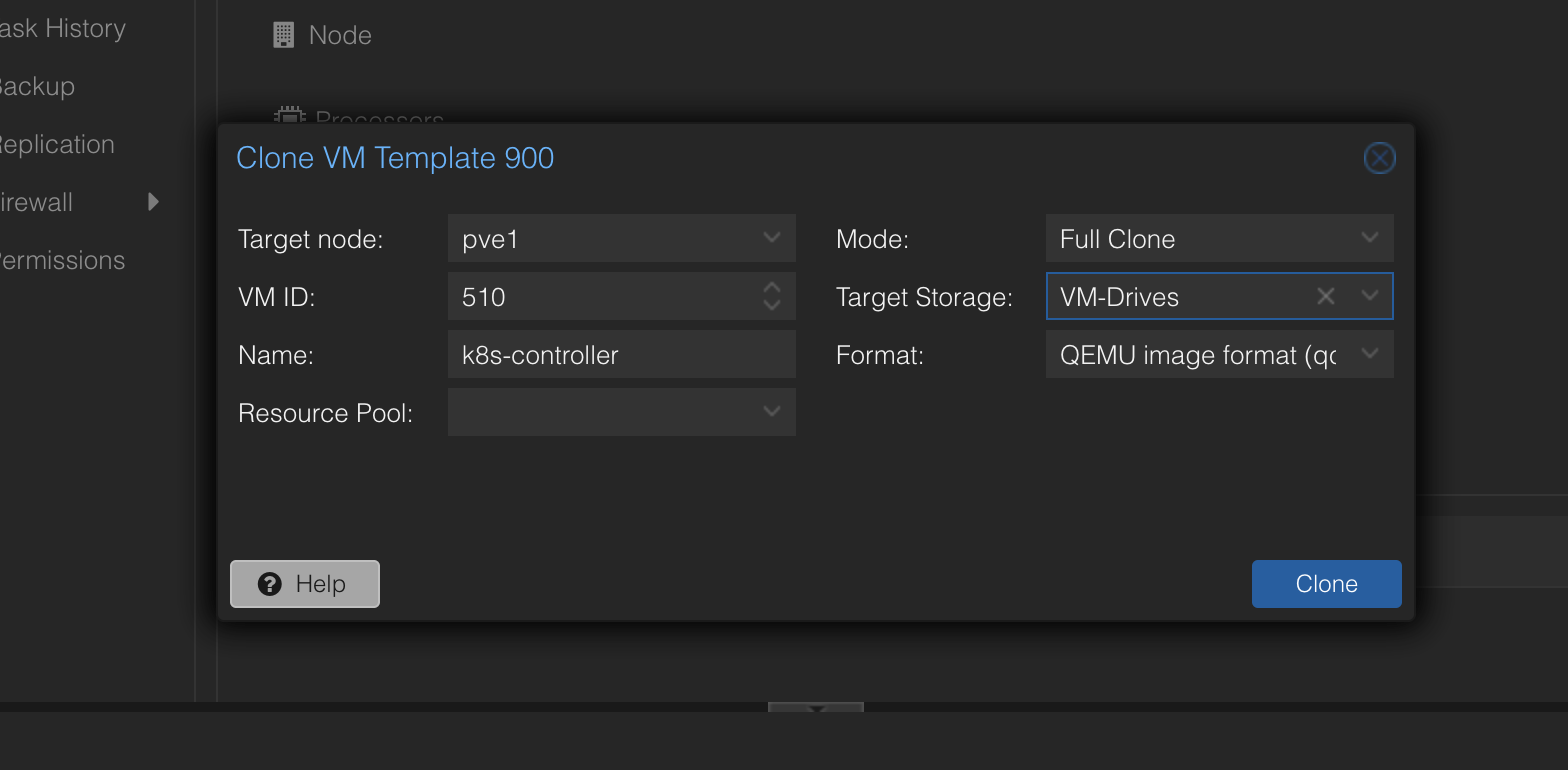 ask History
Backup
Replication
irewall
Permissions
Node
Processors
Clone VM Template 900
Target node: pve1
VM ID: 510
Name: k8s-controller
Resource Pool:
Mode: Full Clone
Target Storage: VM-Drives
Format: QEMU image format (qc
Help
Clone